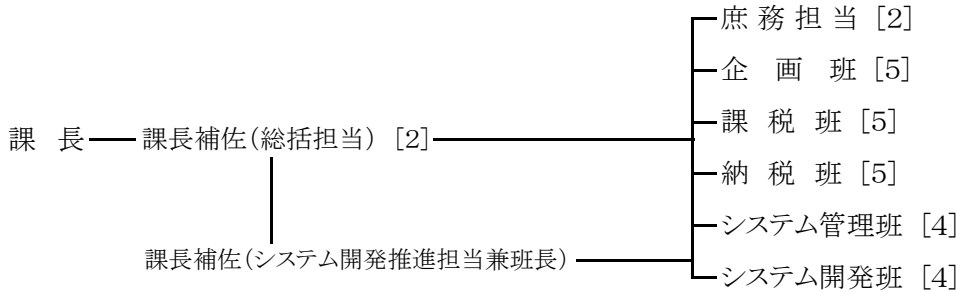 庶務担当 [2]
企画班 [5]
課税班 [5]
課長 課長補佐(総括担当) [2]
納税班 [5]
システム管理班 [4]
課長補佐(システム開発推進担当兼班長)
システム開発班 [4]